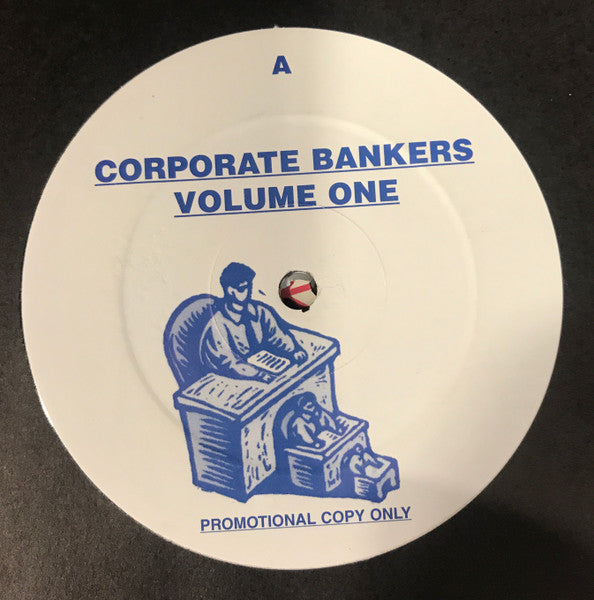 A
CORPORATE BANKERS
VOLUME ONE
PROMOTIONAL COPY ONLY